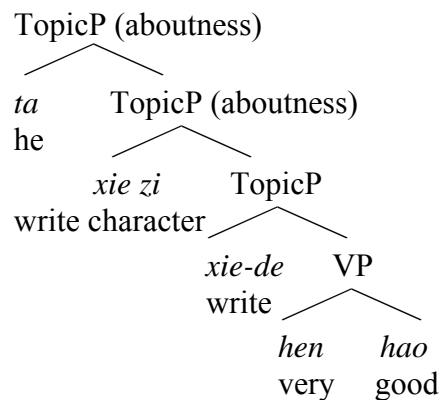 TopicP (aboutness)
ta TopicP (aboutness)
he
xie zi TopicP
write character
xie-de VP
write
hen hao
very good